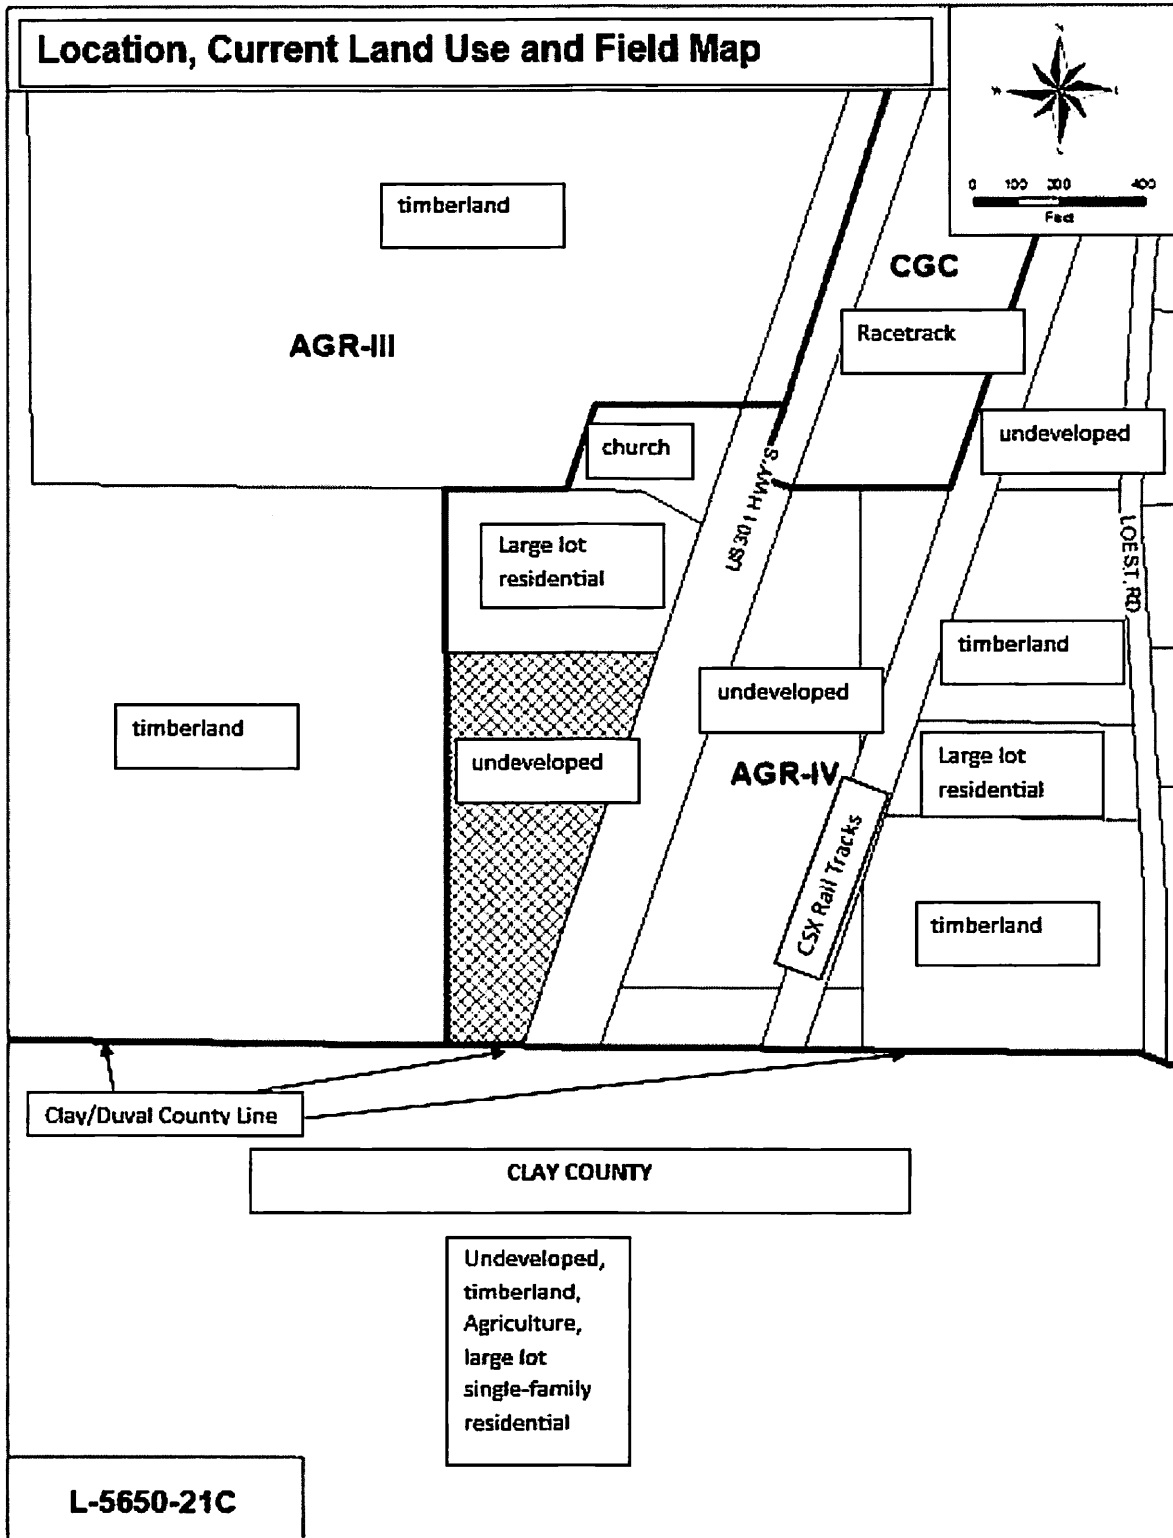 Location, Current Land Use and Field Map
0 100 200 400
Feet
timberland
CGC
Racetrack
AGR-III
undeveloped
church
US 301 HWY S.
Large lot
residential
LOEST. RD
timberland
undeveloped
timberland
undeveloped
AGR-IV
Large lot
residential
CSX Rail Tracks
timberland
Clay/Duval County Line
CLAY COUNTY
Undeveloped,
timberland,
Agriculture,
large lot
single-family
residential
L-5650-21C